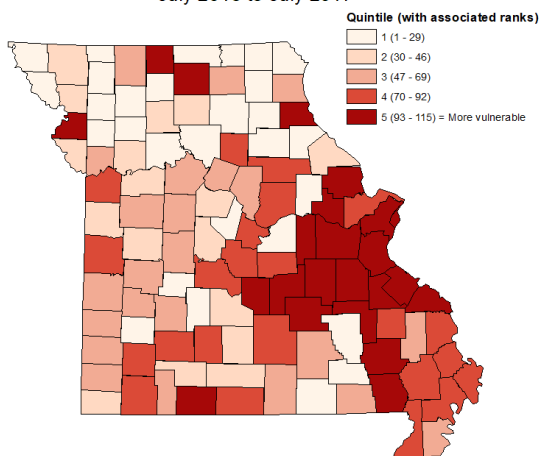 Quintile (with associated ranks)
1 (1 - 29)
2 (30 - 46)
3 (47 - 69)
4 (70 - 92)
5 (93 - 115) = More vulnerable